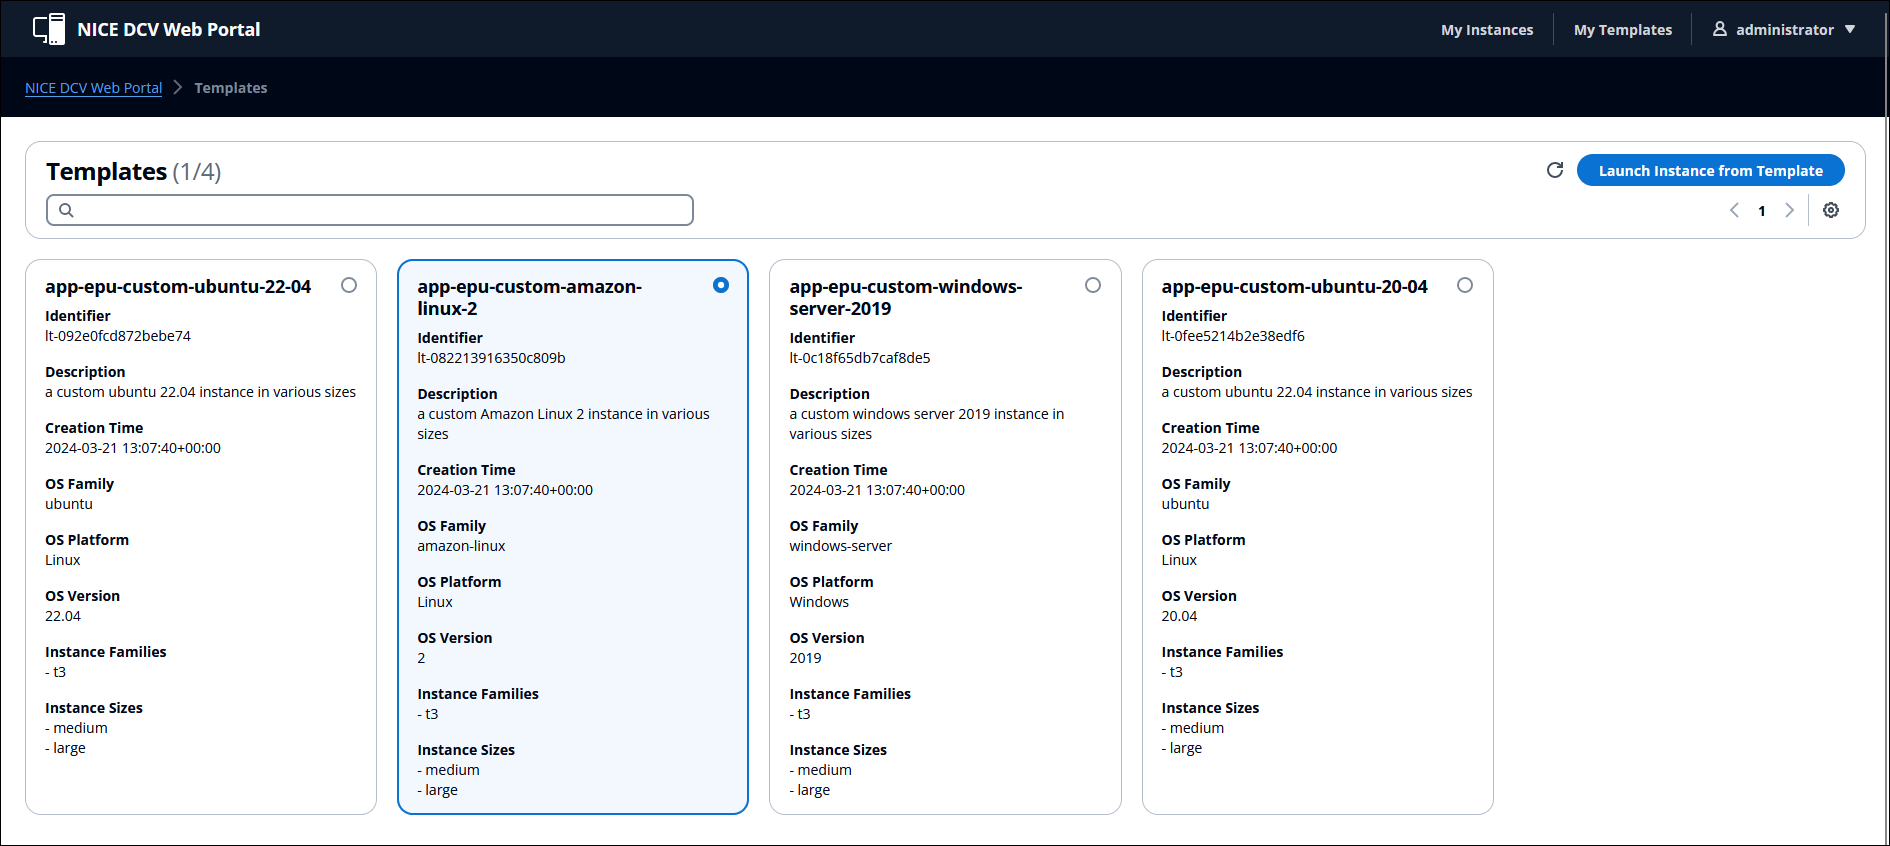 NICE DCV Web Portal
My Instances
My Templates
administrator
NICE DCV Web Portal
Templates
Templates (1/4)
Launch Instance from Template
1
app-epu-custom-ubuntu-22-04
Identifier
lt-092e0fcd872bebe74
Description
a custom ubuntu 22.04 instance in various sizes
Creation Time
2024-03-21 13:07:40+00:00
OS Family
ubuntu
OS Platform
Linux
OS Version
22.04
Instance Families
- t3
Instance Sizes
- medium
- large
app-epu-custom-amazon-
linux-2
Identifier
lt-082213916350c809b
Description
a custom Amazon Linux 2 instance in various
sizes
Creation Time
2024-03-21 13:07:40+00:00
OS Family
amazon-linux
OS Platform
Linux
OS Version
2
Instance Families
- t3
Instance Sizes
- medium
- large
app-epu-custom-windows-
server-2019
Identifier
lt-0c18f65db7caf8de5
Description
a custom windows server 2019 instance in
various sizes
Creation Time
2024-03-21 13:07:40+00:00
OS Family
windows-server
OS Platform
Windows
OS Version
2019
Instance Families
- t3
Instance Sizes
- medium
- large
app-epu-custom-ubuntu-20-04
Identifier
lt-0fee5214b2e38edf6
Description
a custom ubuntu 22.04 instance in various sizes
Creation Time
2024-03-21 13:07:40+00:00
OS Family
ubuntu
OS Platform
Linux
OS Version
20.04
Instance Families
- t3
Instance Sizes
- medium
- large